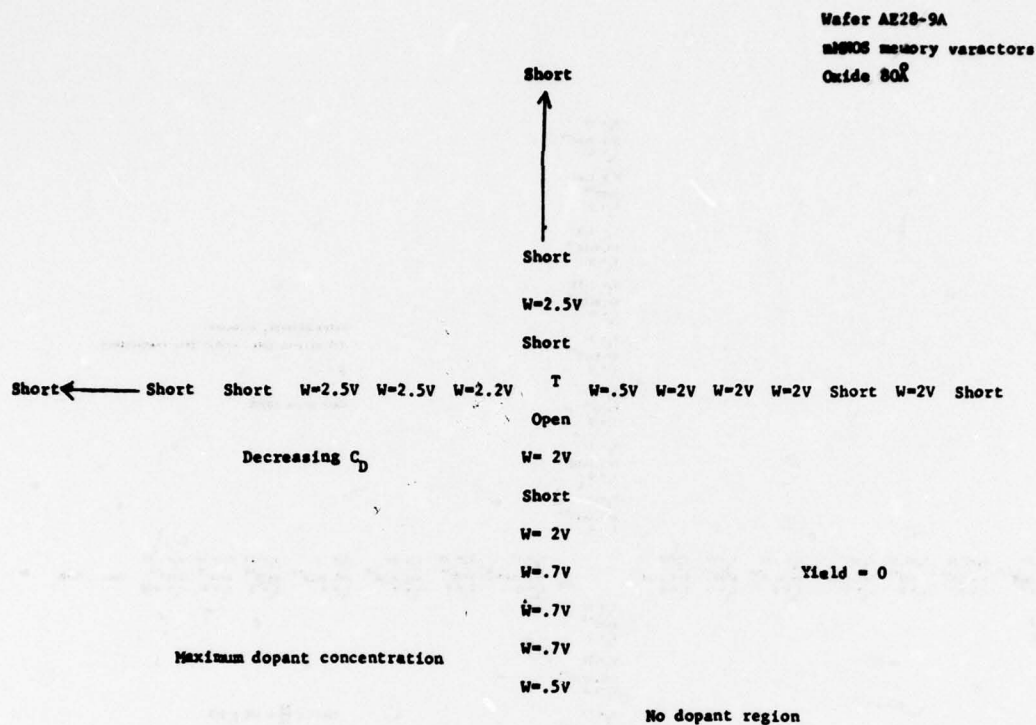 Wafer AE28-9A
mMNOS memory varactors
Oxide 80Å
Short
Short
W=2.5V
Short
Short Short Short W=2.5V W=2.5V W=2.2V T W=.5V W=2V W=2V W=2V Short W=2V Short
Open
Decreasing C_D W= 2V
Short
W= 2V
W=.7V Yield = 0
W=.7V
Maximum dopant concentration W=.7V
W=.5V
No dopant region